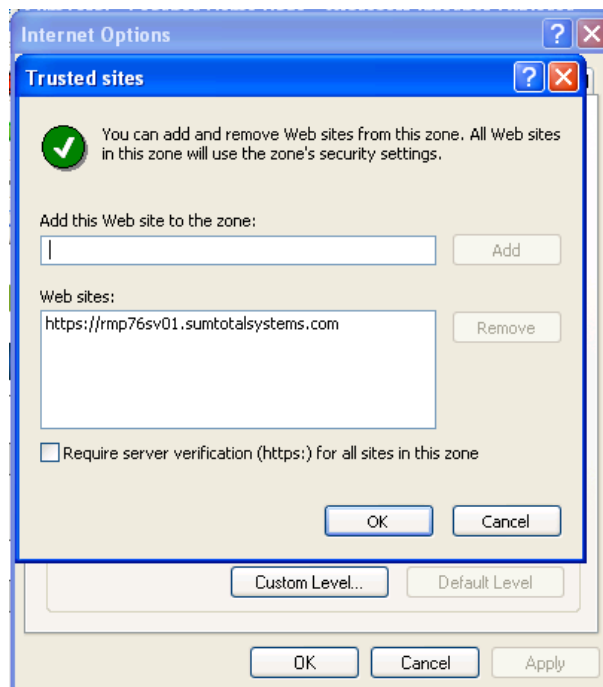 Internet Options
Trusted sites
You can add and remove Web sites from this zone. All Web sites
in this zone will use the zone's security settings.
Add this Web site to the zone:
Add
Web sites:
https://rmp76sv01.sumtotalsystems.com
Remove
Require server verification (https:) for all sites in this zone
OK
Cancel
Custom Level...
Default Level
OK
Cancel
Apply